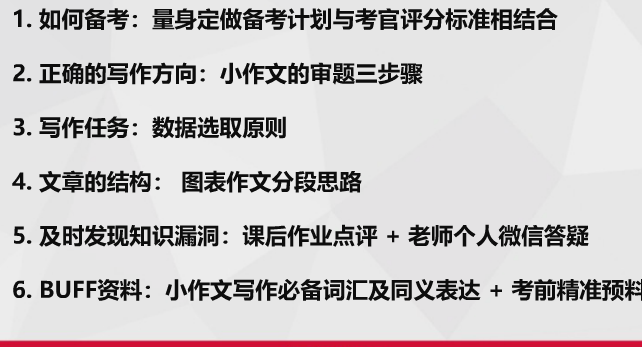 1. 如何备考：量身定做备考计划与考官评分标准相结合
2. 正确的写作方向：小作文的审题三步骤
3. 写作任务：数据选取原则
4. 文章的结构： 图表作文分段思路
5. 及时发现知识漏洞：课后作业点评 + 老师个人微信答疑
6. BUFF资料：小作文写作必备词汇及同义表达 + 考前精准预料